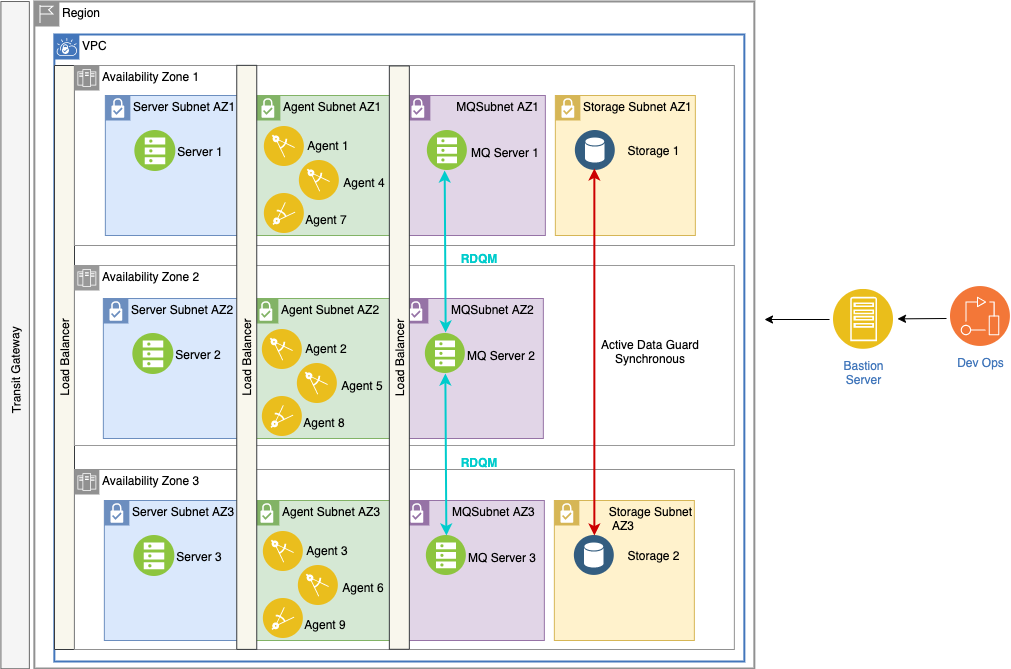 Region
VPC
Transit Gateway
Load Balancer
Load Balancer
Load Balancer
Availability Zone 1
Server Subnet AZ1
Server 1
Agent Subnet AZ1
Agent 1
Agent 4
Agent 7
MQSubnet AZ1
MQ Server 1
Storage Subnet AZ1
Storage 1
RDQM
Availability Zone 2
Server Subnet AZ2
Server 2
Agent Subnet AZ2
Agent 2
Agent 5
Agent 8
MQSubnet AZ2
MQ Server 2
Active Data Guard
Synchronous
RDQM
Availability Zone 3
Server Subnet AZ3
Server 3
Agent Subnet AZ3
Agent 3
Agent 6
Agent 9
MQSubnet AZ3
MQ Server 3
Storage Subnet
AZ3
Storage 2
Bastion
Server
Dev Ops